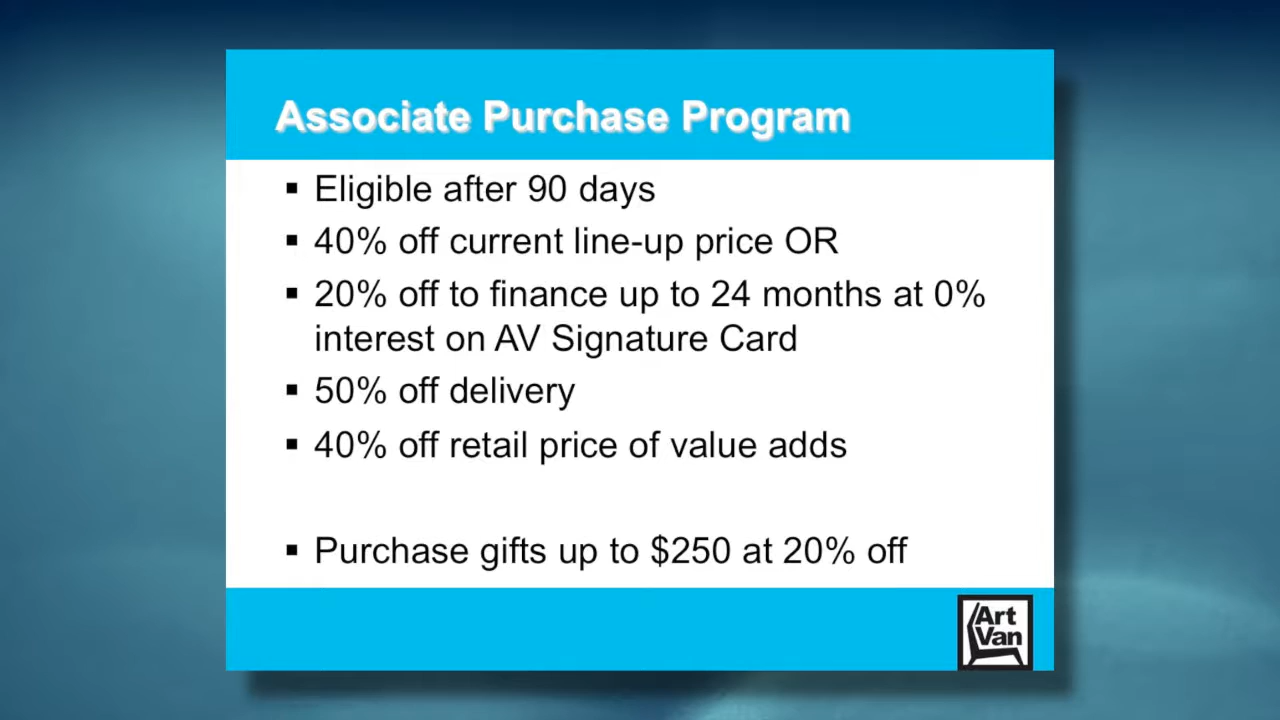 Associate Purchase Program
▪ Eligible after 90 days
▪ 40% off current line-up price OR
▪ 20% off to finance up to 24 months at 0%
interest on AV Signature Card
▪ 50% off delivery
▪ 40% off retail price of value adds
▪ Purchase gifts up to $250 at 20% off
Art
Van